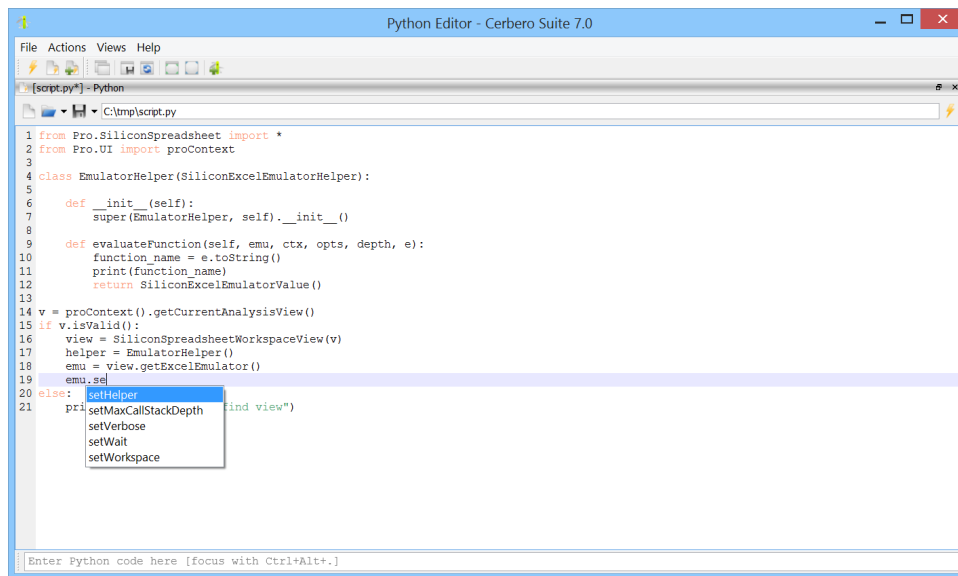 Python Editor - Cerbero Suite 7.0
File Actions Views Help
[script.py*] - Python
C:\tmp\script.py
1 from Pro.SiliconSpreadsheet import *
2 from Pro.UI import proContext
3
4 class EmulatorHelper(SiliconExcelEmulatorHelper):
5
6     def __init__(self):
7         super(EmulatorHelper, self).__init__()
8
9     def evaluateFunction(self, emu, ctx, opts, depth, e):
10         function_name = e.toString()
11         print(function_name)
12         return SiliconExcelEmulatorValue()
13
14 v = proContext().getCurrentAnalysisView()
15 if v.isValid():
16     view = SiliconSpreadsheetWorkspaceView(v)
17     helper = EmulatorHelper()
18     emu = view.getExcelEmulator()
19     emu.se
20 else:
21     pri find view")
setHelper
setMaxCallStackDepth
setVerbose
setWait
setWorkspace
Enter Python code here [focus with Ctrl+Alt+.]